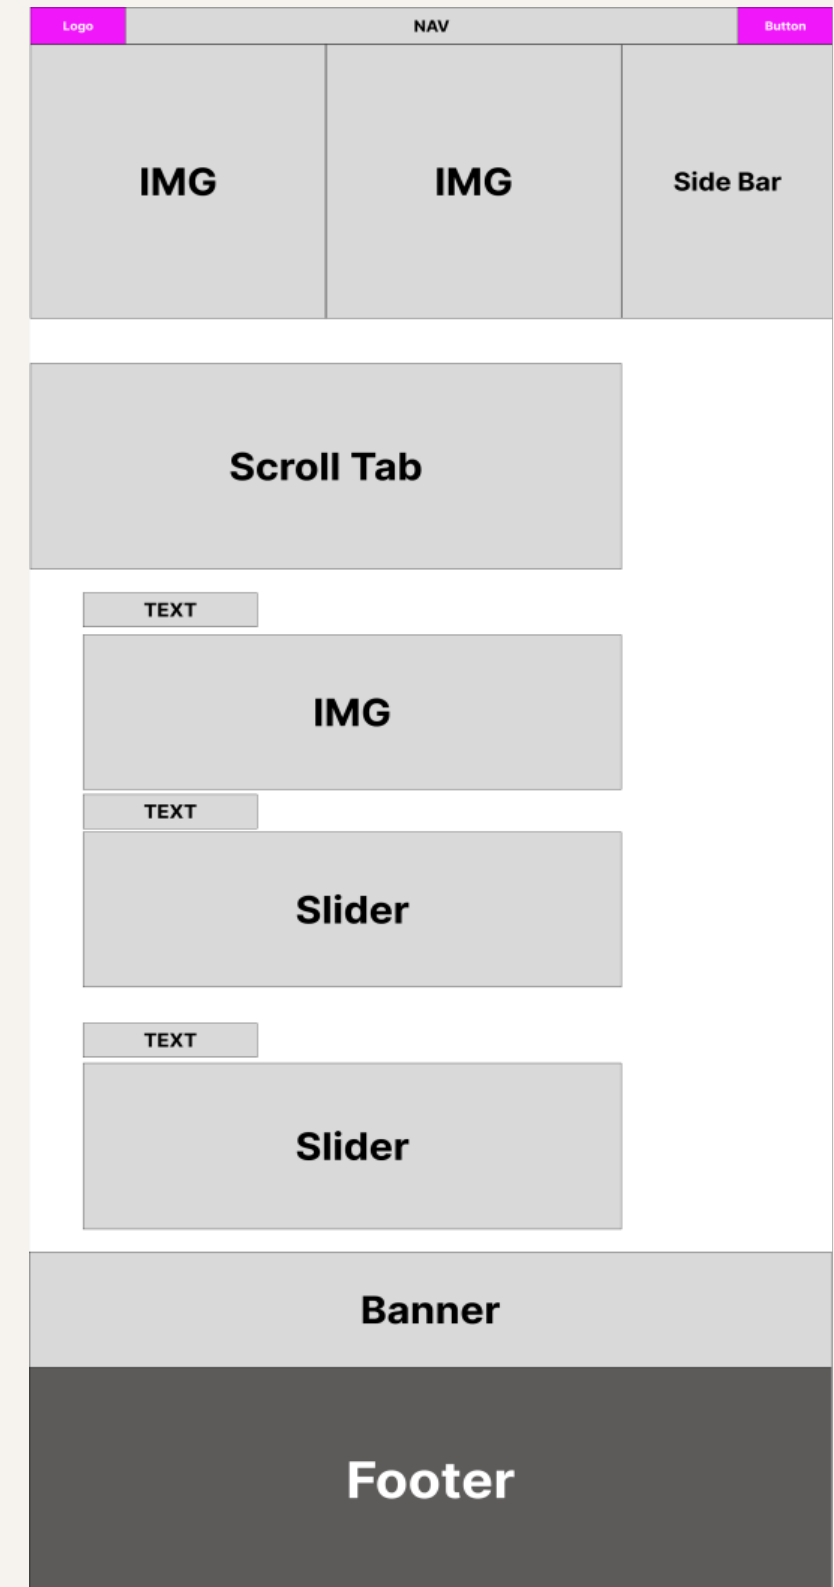 Logo
NAV
Button
IMG
IMG
Side Bar
Scroll Tab
TEXT
IMG
TEXT
Slider
TEXT
Slider
Banner
Footer